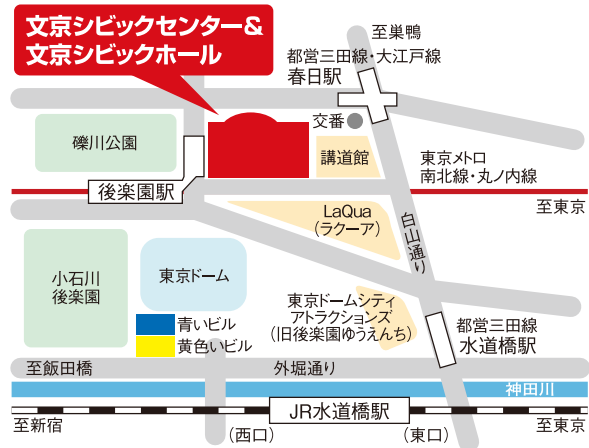 文京シビックセンター&
文京シビックホール
至巣鴨
都営三田線・大江戸線
春日駅
交番
礫川公園
講道館
東京メトロ
南北線・丸ノ内線
後楽園駅
至東京
LaQua
(ラクーア)
白山通り
小石川
後楽園
東京ドーム
東京ドームシティ
アトラクションズ
(旧後楽園ゆうえんち)
青いビル
黄色いビル
都営三田線
水道橋駅
至飯田橋
外堀通り
神田川
JR水道橋駅
至新宿
(西口)
(東口)
至東京